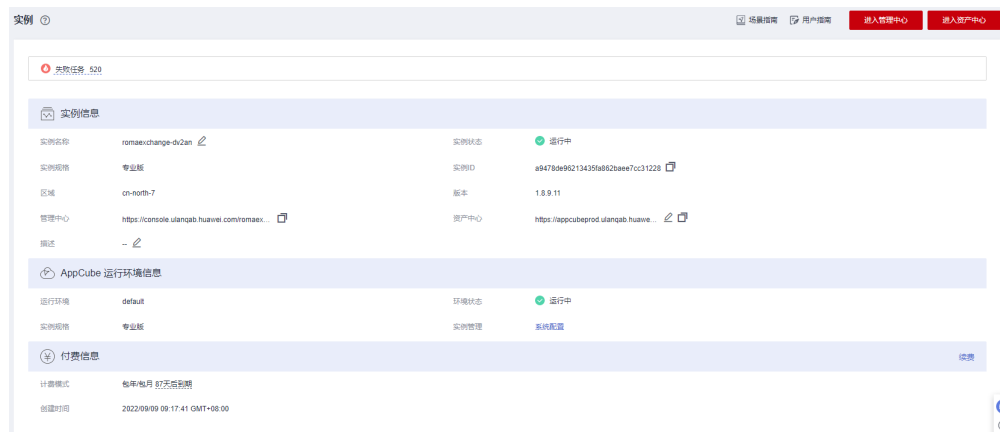 实例
场景指南 用户指南 进入管理中心 进入资产中心
失败任务 520
实例信息
实例名称 romaexchange-dv2an 实例状态 运行中
实例规格 专业版 实例ID a9478de96213435fa862baee7cc31228
区域 cn-north-7 版本 1.8.9.11
管理中心 https://console.ulanqab.huawei.com/romaex... 资产中心 https://appcubeprod.ulanqab.huawe...
描述 --
AppCube 运行环境信息
运行环境 default 环境状态 运行中
实例规格 专业版 实例管理 系统配置
付费信息 续费
计费模式 包年/包月 87天后到期
创建时间 2022/09/09 09:17:41 GMT+08:00